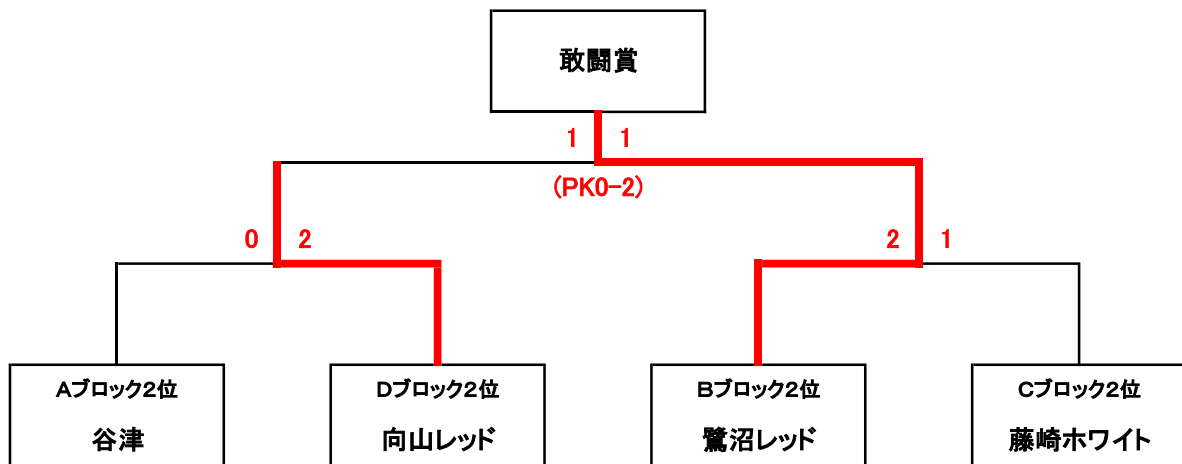 敢闘賞
1 1
(PK0-2)
0 2
2 1
Aブロック2位
谷津
Dブロック2位
向山レッド
Bブロック2位
鷺沼レッド
Cブロック2位
藤崎ホワイト